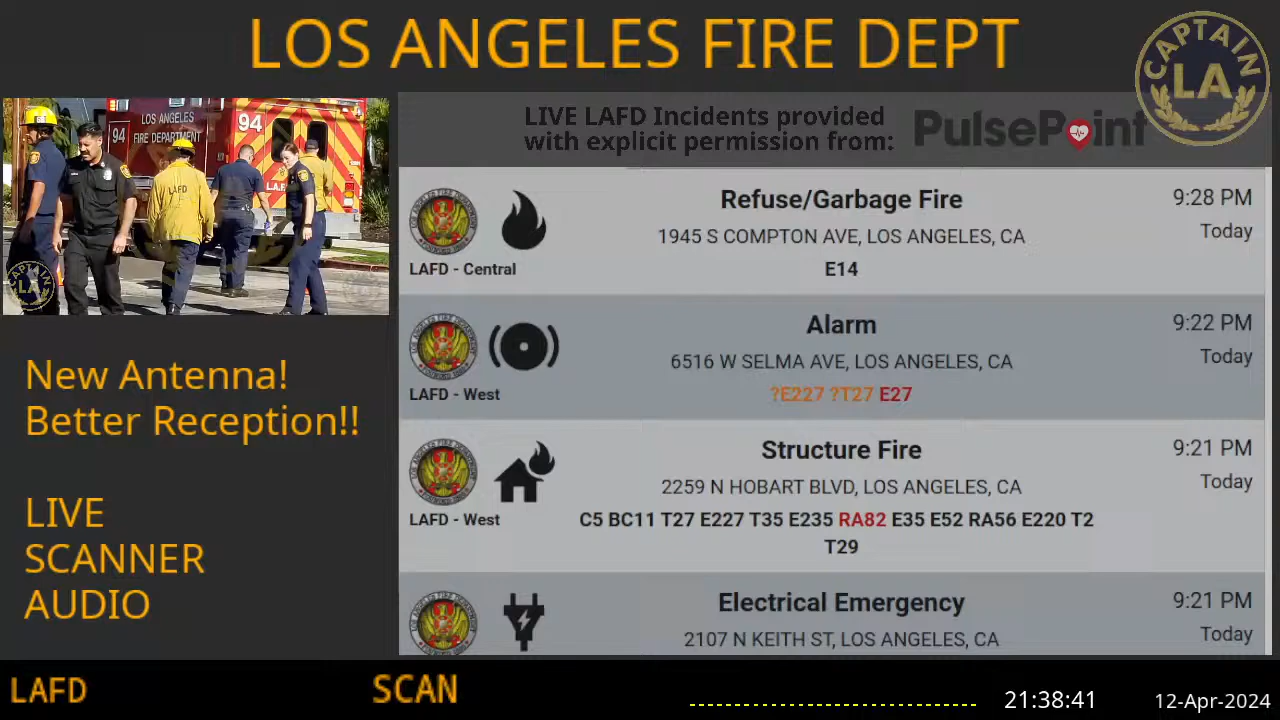 LOS ANGELES FIRE DEPT
CAPTAIN
LA
LIVE LAFD Incidents provided
with explicit permission from:
PulsePoint
94
LOS ANGELES
FIRE DEPARTMENT
94
LAFD
CAPTAIN
LA
Refuse/Garbage Fire
9:28 PM
1945 S COMPTON AVE, LOS ANGELES, CA
Today
LAFD - Central
E14
Alarm
9:22 PM
6516 W SELMA AVE, LOS ANGELES, CA
Today
LAFD - West
?E227 ?T27 E27
Structure Fire
9:21 PM
2259 N HOBART BLVD, LOS ANGELES, CA
Today
LAFD - West
C5 BC11 T27 E227 T35 E235 RA82 E35 E52 RA56 E220 T2
T29
Electrical Emergency
9:21 PM
2107 N KEITH ST, LOS ANGELES, CA
Today
New Antenna!
Better Reception!!
LIVE
SCANNER
AUDIO
LAFD
SCAN
21:38:41
12-Apr-2024